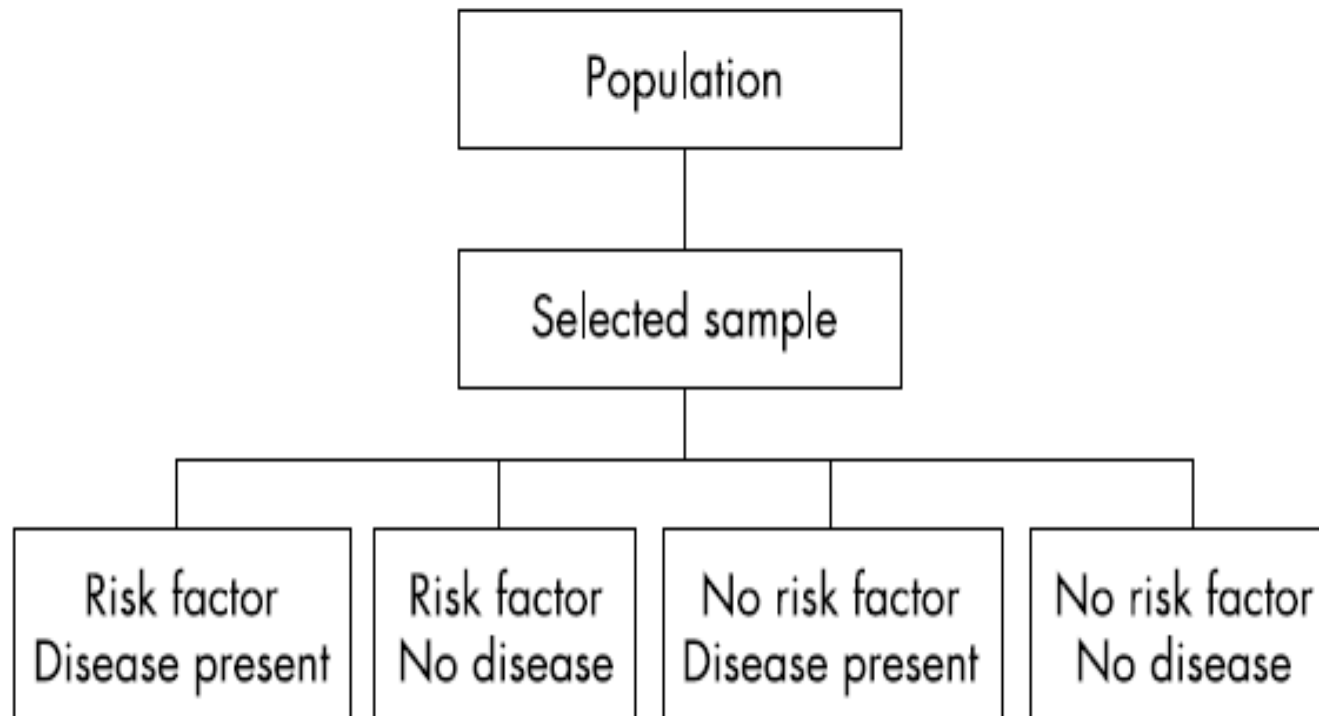 Population
Selected sample
Risk factor
Disease present
Risk factor
No disease
No risk factor
Disease present
No risk factor
No disease